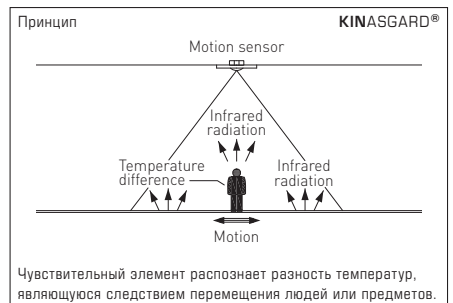 Принцип KINASGARD®
Motion sensor
Infrared
radiation
Temperature
difference
Infrared
radiation
Motion
Чувствительный элемент распознает разность температур,
являющуюся следствием перемещения людей или предметов.